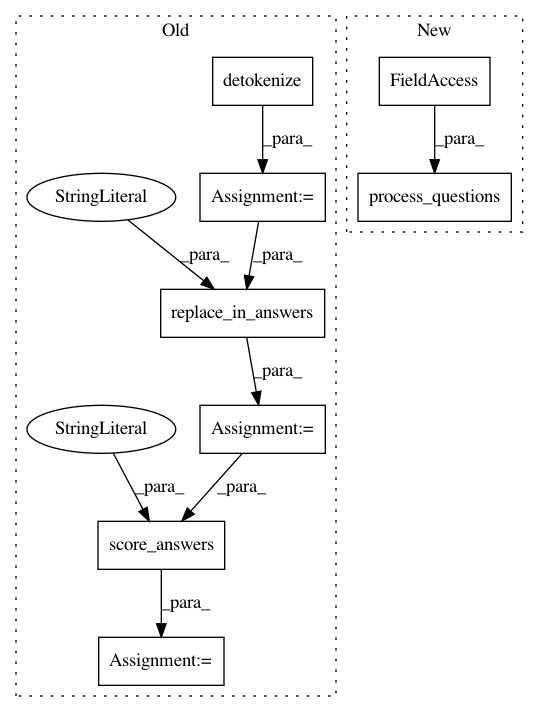 Old
New
detokenize
FieldAccess
_para_
_para_
StringLiteral
Assignment:=
process_questions
_para_
_para_
replace_in_answers
_para_
StringLiteral
Assignment:=
_para_
_para_
score_answers
_para_
Assignment:=